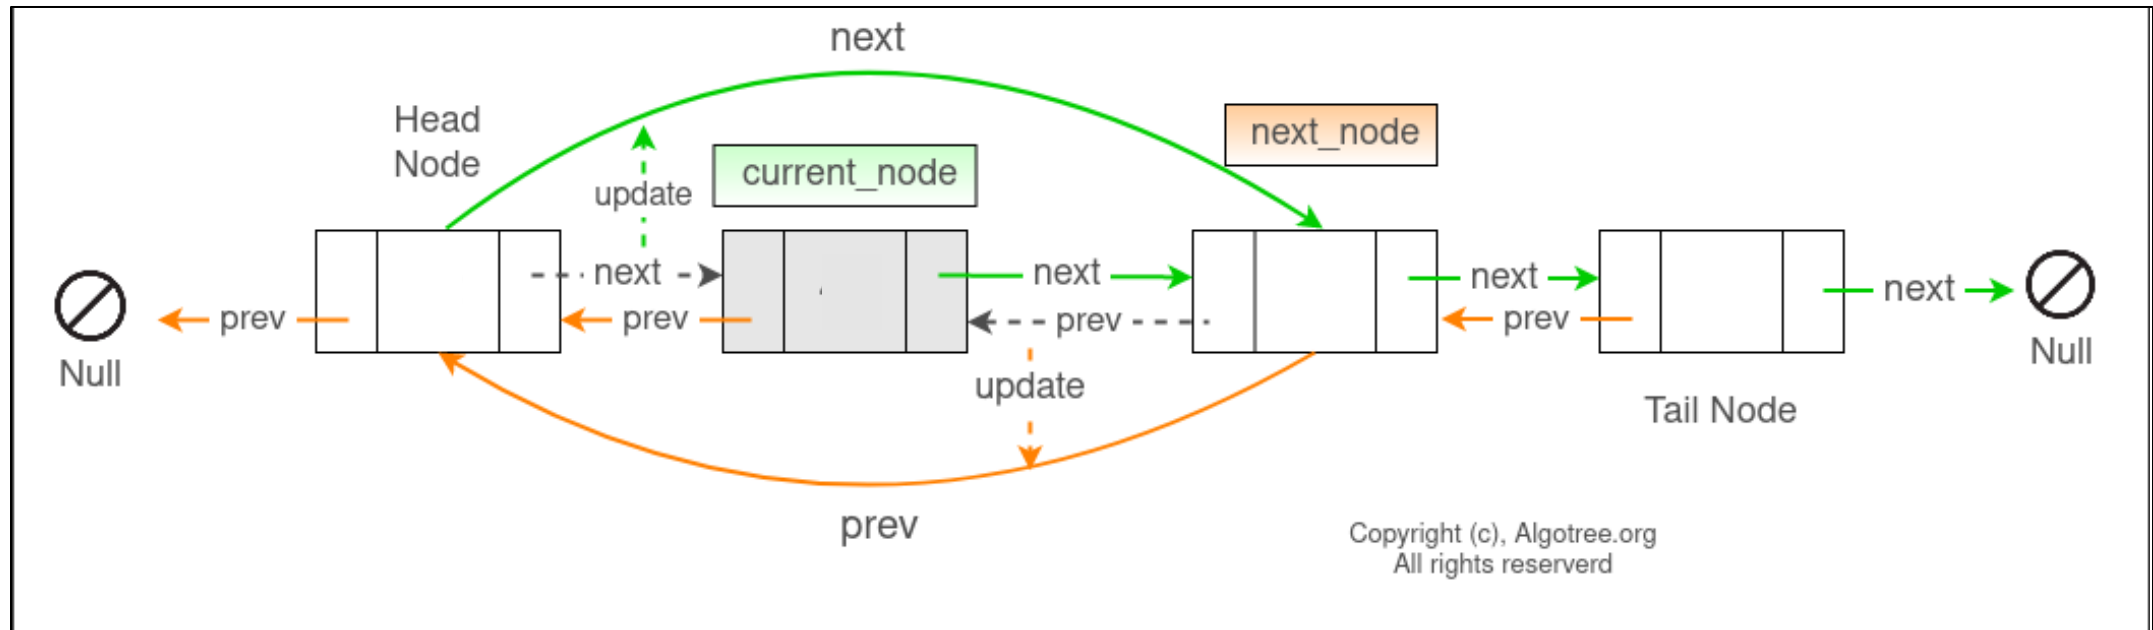 next
Head
Node
next_node
current_node
update
next
next
next
next
prev
prev
prev
prev
Null
Null
update
Tail Node
prev
Copyright (c), Algotree.org
All rights reserverd